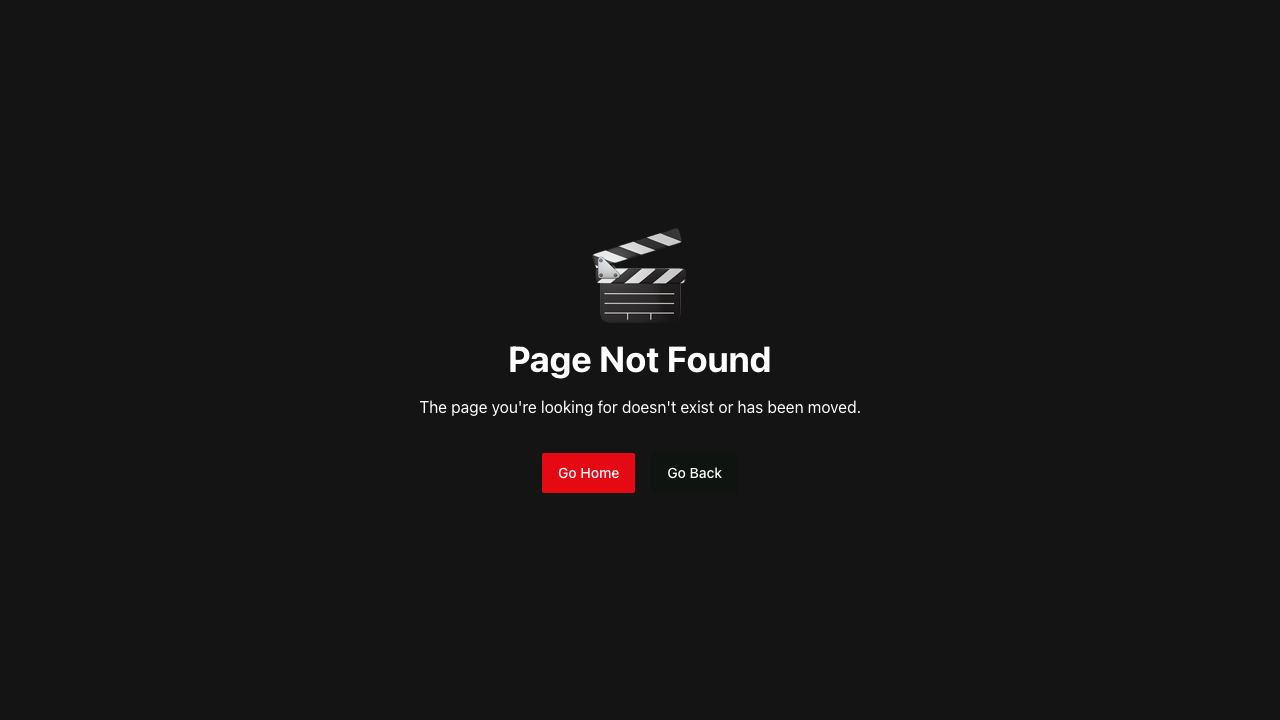 Page Not Found
The page you're looking for doesn't exist or has been moved.
Go Home Go Back